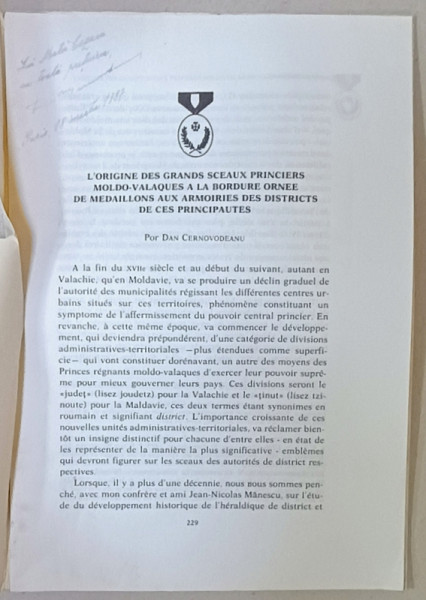 L'ORIGINE DES GRANDS SCEAUX PRINCIERS
MOLDO-VALAQUES A LA BORDURE ORNEE
DE MEDAILLONS AUX ARMOIRIES DES DISTRICTS
DE CES PRINCIPAUTES
Por DAN CERNOVODEANU
A la fin du XVIIe siècle et au début du suivant, autant en
Valachie, qu'en Moldavie, va se produire un déclin graduel de
l'autorité des municipalités régissant les différentes centres ur-
bains situés sur ces territoires, phénomène constituant un
symptome de l'affermissement du pouvoir central princier. En
revanche, à cette même époque, va commencer le développe-
ment, qui deviendra prépondérent, d'une catégorie de divisions
administratives-territoriales —plus étendues comme superfi-
cie— qui vont constituer dorénavant, un autre des moyens des
Princes régnants moldo-valaques d'exercer leur pouvoir suprê-
me pour mieux gouverner leurs pays. Ces divisions seront le
«judeţ» (lisez joudetz) pour la Valachie et le «ţinut» (lisez tzi-
noute) pour la Maldavie, ces deux termes étant synonimes en
roumain et signifiant district. L'importance croissante de ces
nouvelles unités administratives-territoriales, va réclamer bien-
tôt un insigne distinctif pour chacune d'entre elles - en état de
les représenter de la manière la plus significative - emblèmes
qui devront figurer sur les sceaux des autorités de district res-
pectives.
Lorsque, il y a plus d'une décennie, nous nous sommes pen-
ché, avec mon confrère et ami Jean-Nicolas Mănescu, sur l'étu-
de du développement historique de l'héraldique de district et
229